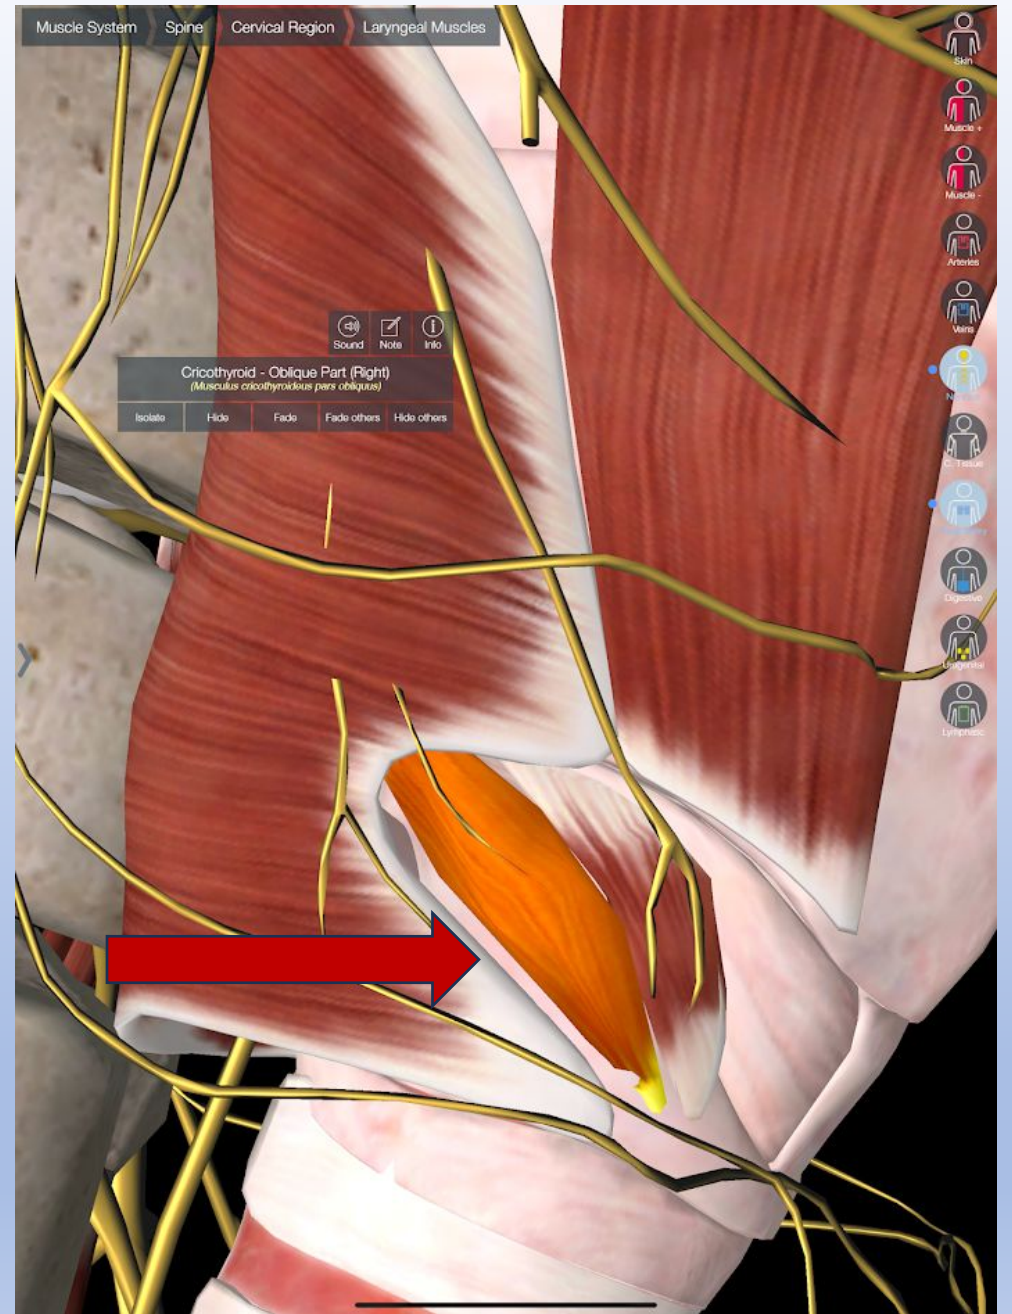 Muscle System Spine Cervical Region Laryngeal Muscles
Skin
Muscle +
Muscle -
Arteries
Veins
Sound Note Info
Cricothyroid - Oblique Part (Right)
(Musculus cricothyroideus pars obliquus)
Isolate Hide Fade Fade others Hide others
C. Tissue
Digestive
Urogenital
Lymphatic